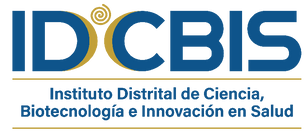 IDCBIS
Instituto Distrital de Ciencia,
Biotecnología e Innovación en Salud